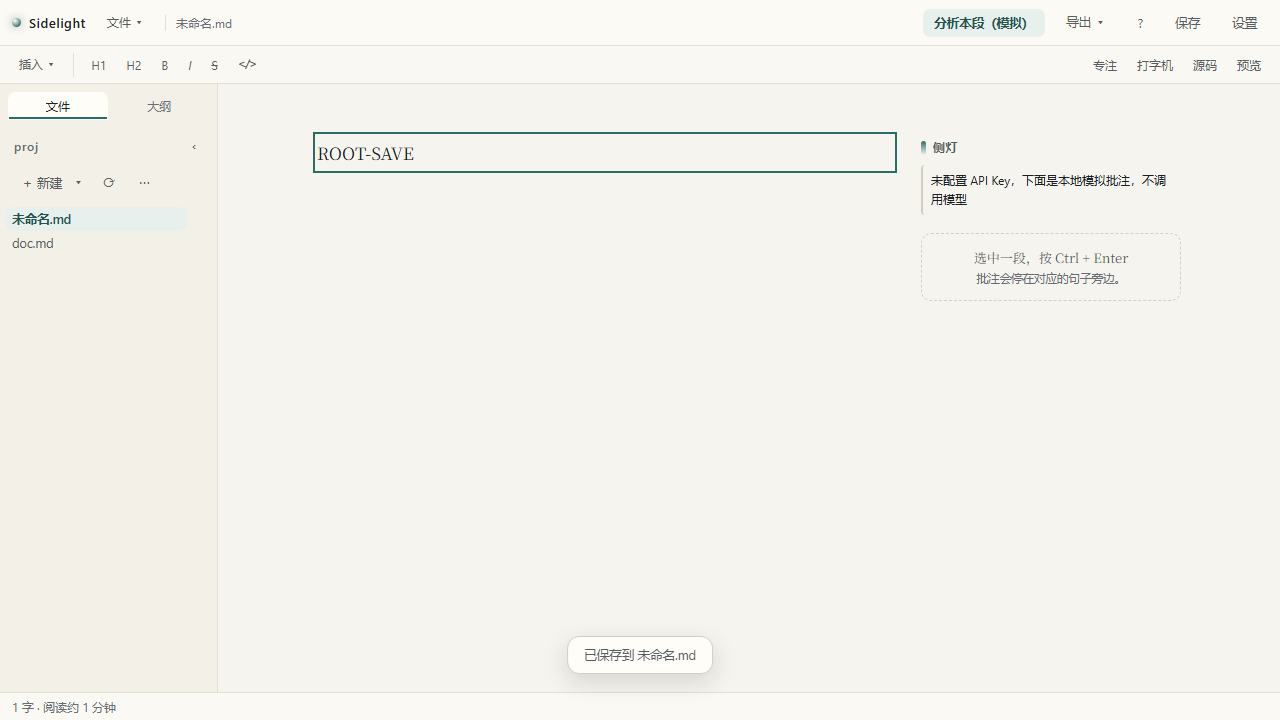 Sidelight 文件 ▾ 未命名.md 分析本段（模拟） 导出 ▾ ? 保存 设置
插入 ▾ H1 H2 B I S </> 专注 打字机 源码 预览
文件 大纲
proj ‹
+ 新建 ▾ ⟳ ···
未命名.md
doc.md
ROOT-SAVE
侧灯
未配置 API Key，下面是本地模拟批注，不调
用模型
选中一段，按 Ctrl + Enter
批注会停在对应的句子旁边。
已保存到 未命名.md
1 字 · 阅读约 1 分钟